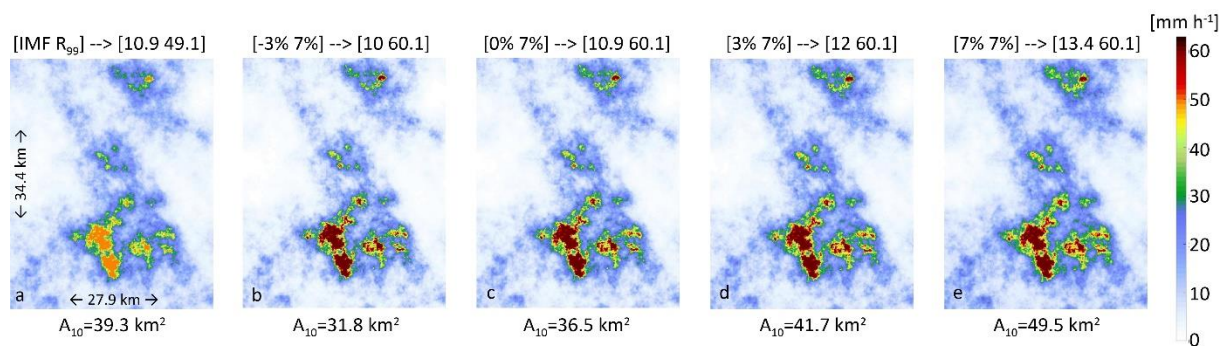 [mm h-1]
[IMF R99] --> [10.9 49.1]
[-3% 7%] --> [10 60.1]
[0% 7%] --> [10.9 60.1]
[3% 7%] --> [12 60.1]
[7% 7%] --> [13.4 60.1]
← 34.4 km →
← 27.9 km →
a
b
c
d
e
A10=39.3 km2
A10=31.8 km2
A10=36.5 km2
A10=41.7 km2
A10=49.5 km2
60
50
40
30
20
10
0